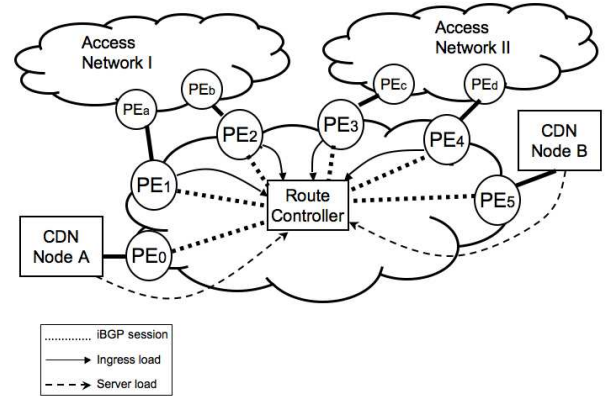 Access
Network I
Access
Network II
PEa
PEb
PEc
PEd
PE1
PE2
PE3
PE4
PE5
PE0
CDN
Node B
Route
Controller
CDN
Node A
iBGP session
Ingress load
Server load